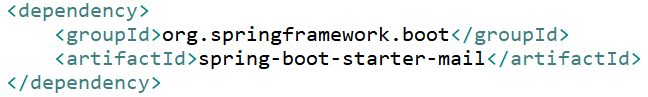 <dependency>
    <groupId>org.springframework.boot</groupId>
    <artifactId>spring-boot-starter-mail</artifactId>
</dependency>